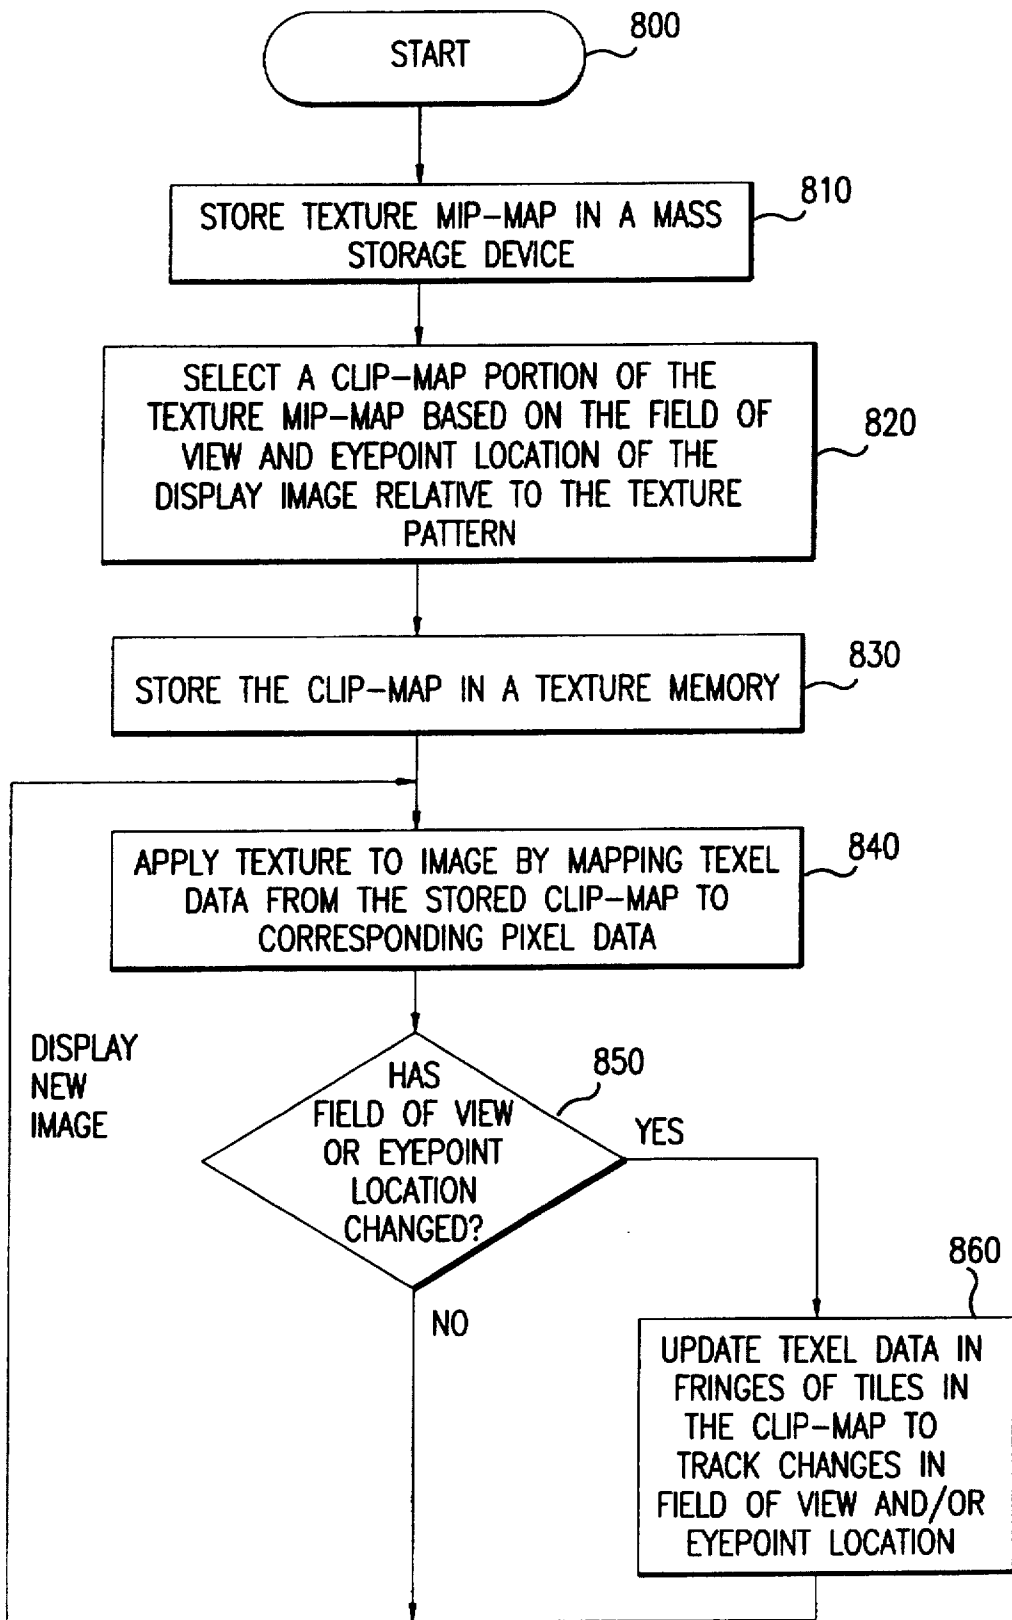 START
800
810
STORE TEXTURE MIP-MAP IN A MASS
STORAGE DEVICE
SELECT A CLIP-MAP PORTION OF THE
TEXTURE MIP-MAP BASED ON THE FIELD OF
VIEW AND EYEPOINT LOCATION OF THE
DISPLAY IMAGE RELATIVE TO THE TEXTURE
PATTERN
820
STORE THE CLIP-MAP IN A TEXTURE MEMORY
830
APPLY TEXTURE TO IMAGE BY MAPPING TEXEL
DATA FROM THE STORED CLIP-MAP TO
CORRESPONDING PIXEL DATA
840
DISPLAY
NEW
IMAGE
HAS
FIELD OF VIEW
OR EYEPOINT
LOCATION
CHANGED?
850
YES
NO
860
UPDATE TEXEL DATA IN
FRINGES OF TILES IN
THE CLIP-MAP TO
TRACK CHANGES IN
FIELD OF VIEW AND/OR
EYEPOINT LOCATION